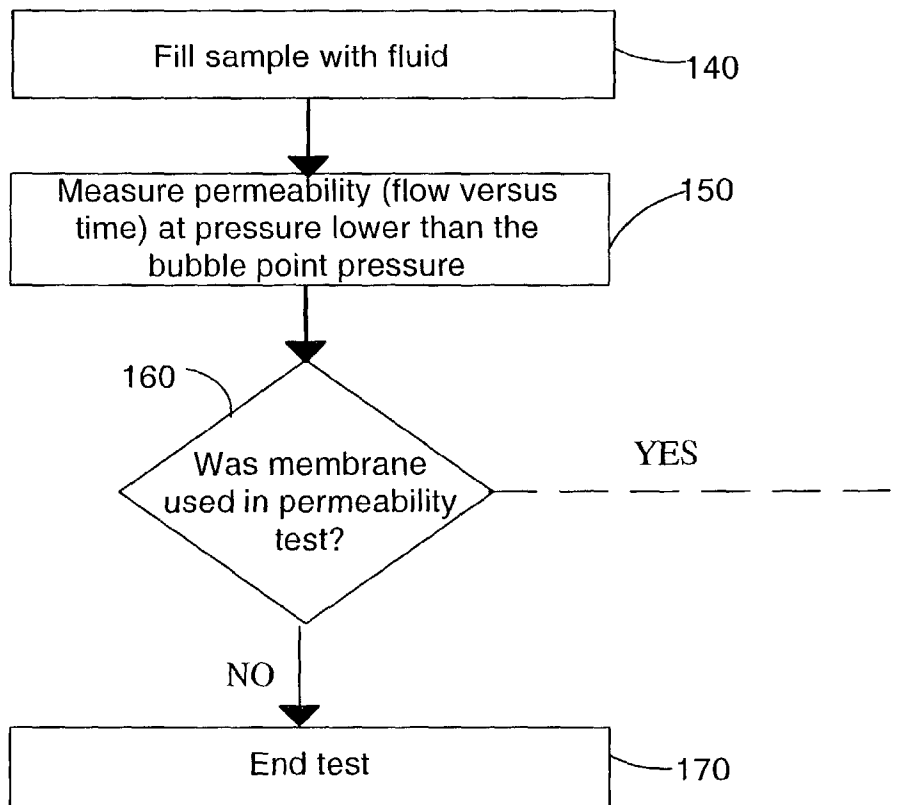 Fill sample with fluid
140
Measure permeability (flow versus
time) at pressure lower than the
bubble point pressure
150
160
Was membrane
used in permeability
test?
YES
NO
End test
170